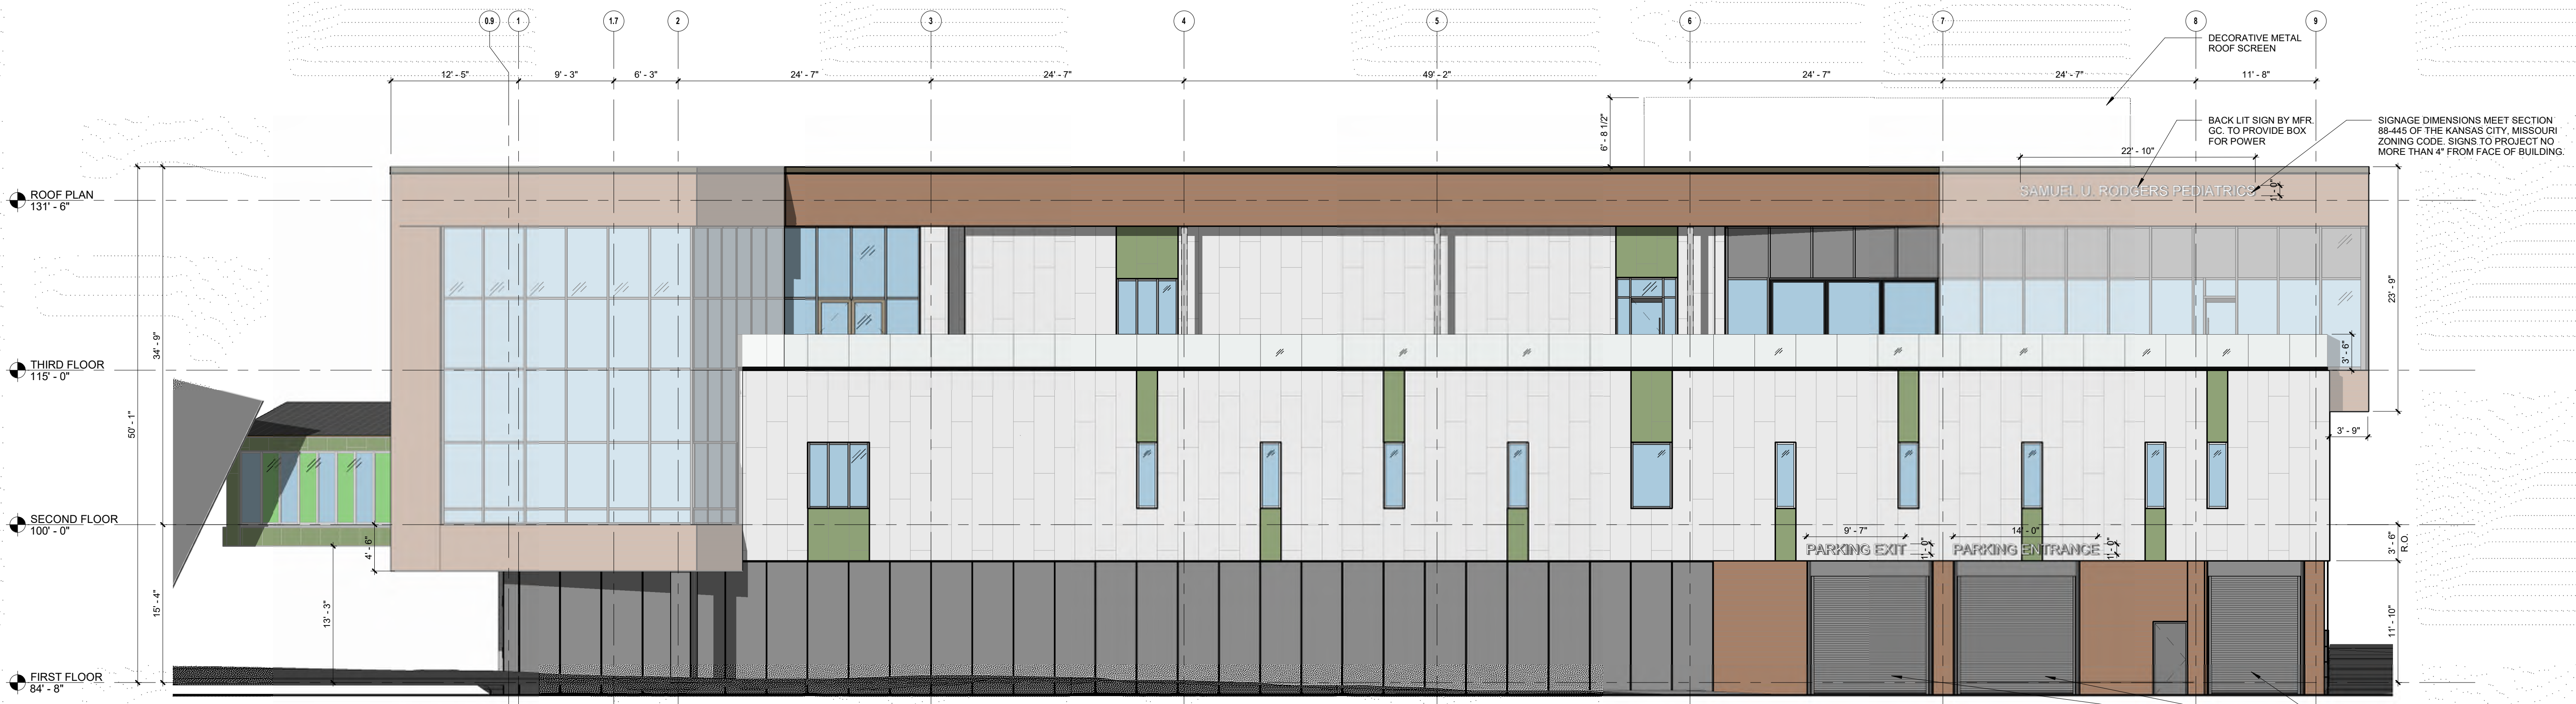 0.9 1 1.7 2 3 4 5 6 7 8 9
DECORATIVE METAL
ROOF SCREEN
12' - 5" 9' - 3" 6' - 3" 24' - 7" 24' - 7" 49' - 2" 24' - 7" 24' - 7" 11' - 8"
6' - 8 1/2"
BACK LIT SIGN BY MFR.
GC. TO PROVIDE BOX
FOR POWER
SIGNAGE DIMENSIONS MEET SECTION
88-445 OF THE KANSAS CITY, MISSOURI
ZONING CODE. SIGNS TO PROJECT NO
MORE THAN 4" FROM FACE OF BUILDING.
22' - 10"
SAMUEL U. RODGERS PEDIATRICS
1' - 0"
ROOF PLAN
131' - 6"
23' - 9"
34' - 9"
3' - 6"
THIRD FLOOR
115' - 0"
50' - 1"
3' - 9"
SECOND FLOOR
100' - 0"
4' - 6"
9' - 7" 14' - 0"
PARKING EXIT 1' - 0" PARKING ENTRANCE 1' - 0"
3' - 6"
R.O.
15' - 4"
13' - 3"
11' - 10"
FIRST FLOOR
84' - 8"